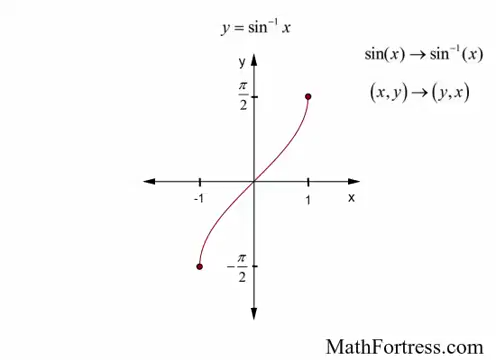 y = sin⁻¹ x
sin(x) → sin⁻¹(x)
(x, y) → (y, x)
y
π/2
-1
1
x
−π/2
MathFortress.com